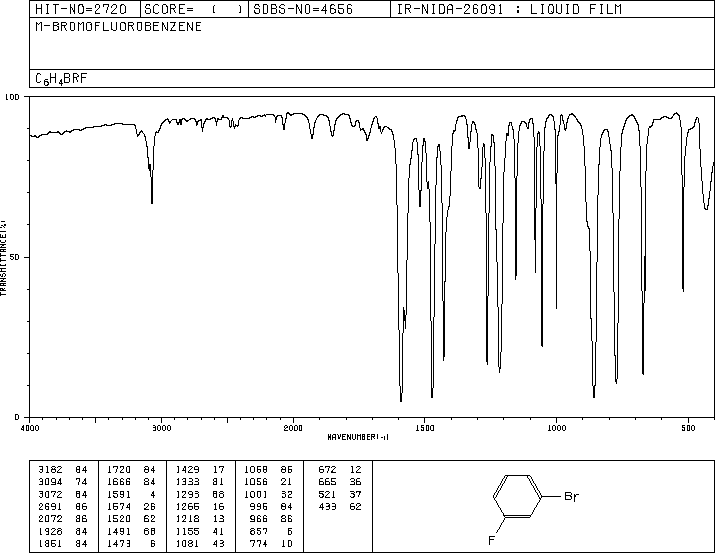 HIT-NO=2720 SCORE= ( ) SDBS-NO=4656 IR-NIDA-26091 : LIQUID FILM
M-BROMOFLUOROBENZENE
C6H4BRF
100
50
0
TRANSMITTANCE(%)
4000 3000 2000 1500 1000 500
WAVENUMBER(-1)
3182 84 1720 84 1429 17 1068 86 672 12
3094 74 1666 84 1333 81 1056 21 665 36
3072 64 1591 4 1293 68 1001 32 521 37
2691 86 1574 26 1266 16 996 84 433 62
2072 86 1520 62 1218 13 966 86
1928 84 1491 68 1155 41 857 6
1851 84 1473 6 1081 43 774 10
Br
F